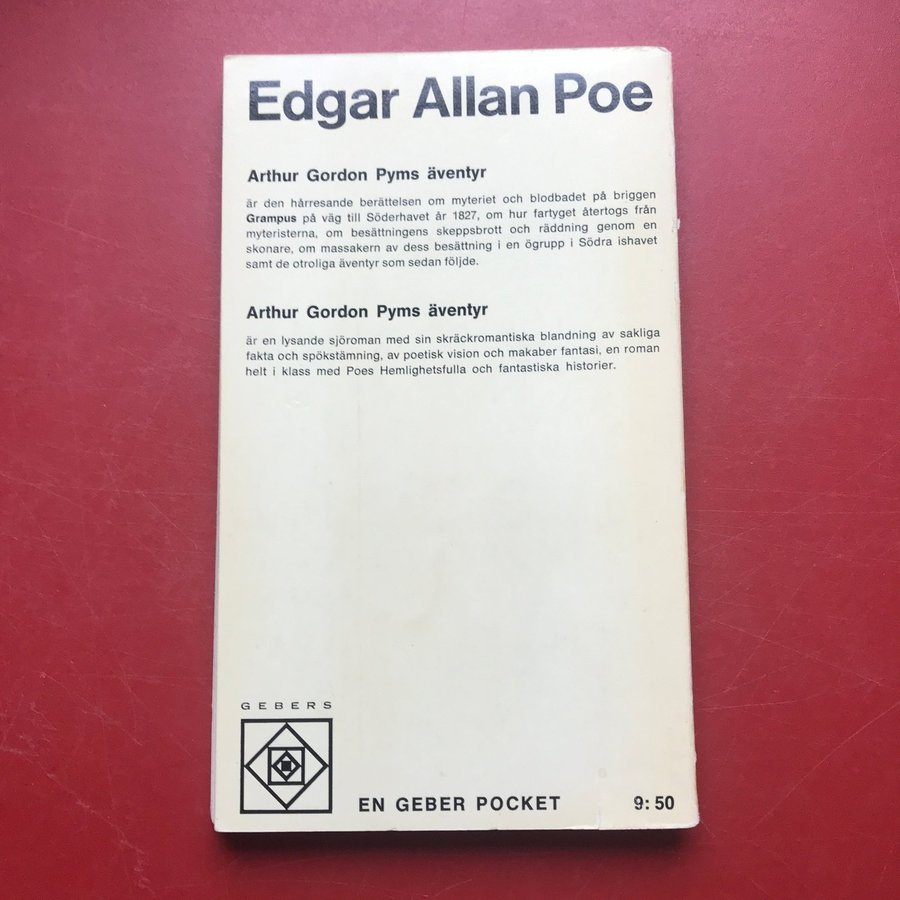 Edgar Allan Poe
Arthur Gordon Pyms äventyr
är den hårresande berättelsen om myteriet och blodbadet på briggen
Grampus på väg till Söderhavet år 1827, om hur fartyget återtogs från
myteristerna, om besättningens skeppsbrott och räddning genom en
skonare, om massakern av dess besättning i en ögrupp i Södra ishavet
samt de otroliga äventyr som sedan följde.
Arthur Gordon Pyms äventyr
är en lysande sjöroman med sin skräckromantiska blandning av sakliga
fakta och spökstämning, av poetisk vision och makaber fantasi, en roman
helt i klass med Poes Hemlighetsfulla och fantastiska historier.
GEBERS
EN GEBER POCKET 9:50